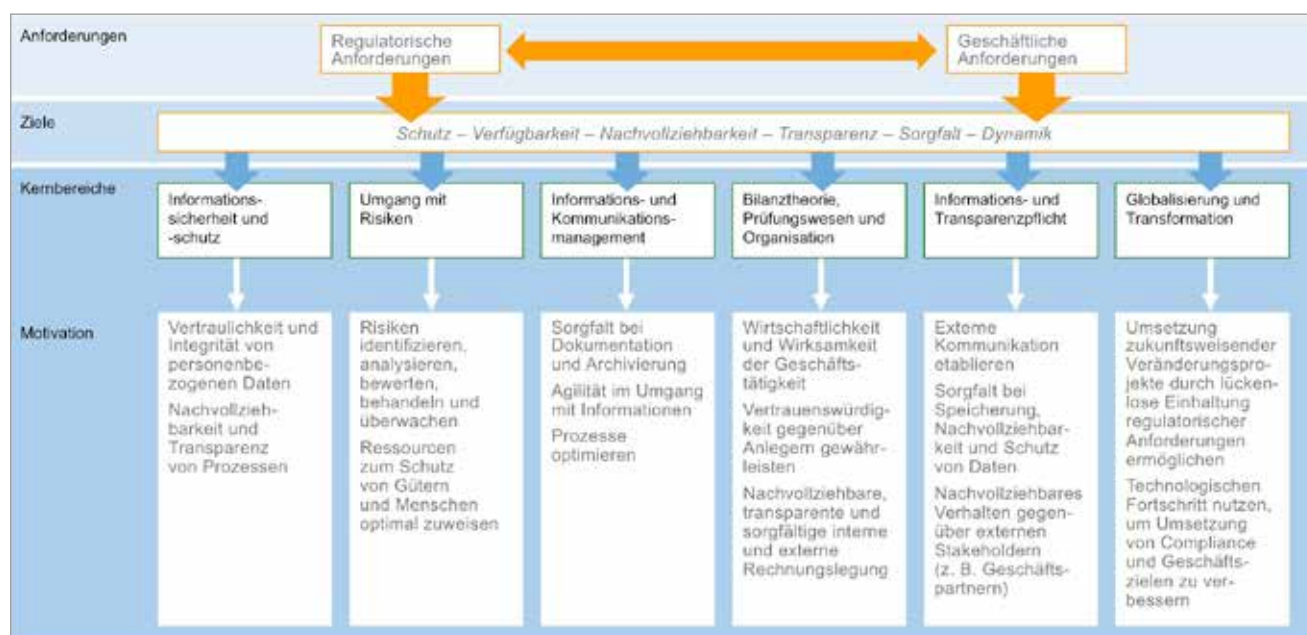 Anforderungen
Regulatorische
Anforderungen
Geschäftliche
Anforderungen
Ziele
Schutz – Verfügbarkeit – Nachvollziehbarkeit – Transparenz – Sorgfalt – Dynamik
Kernbereiche
Informations-
sicherheit und
-schutz
Umgang mit
Risiken
Informations- und
Kommunikations-
management
Bilanztheorie,
Prüfungswesen und
Organisation
Informations- und
Transparenzpflicht
Globalisierung und
Transformation
Motivation
Vertraulichkeit und
Integrität von
personenbe-
zogenen Daten
Nachvollzieh-
barkeit und
Transparenz
von Prozessen
Risiken
identifizieren,
analysieren,
bewerten,
behandeln und
überwachen
Ressourcen
zum Schutz
von Gütern
und Menschen
optimal zuweisen
Sorgfalt bei
Dokumentation
und Archivierung
Agilität im Umgang
mit Informationen
Prozesse
optimieren
Wirtschaftlichkeit
und Wirksamkeit
der Geschäfts-
tätigkeit
Vertrauenswürdig-
keit gegenüber
Anlegern gewähr-
leisten
Nachvollziehbare,
transparente und
sorgfältige interne
und externe
Rechnungslegung
Externe
Kommunikation
etablieren
Sorgfalt bei
Speicherung,
Nachvollziehbar-
keit und Schutz
von Daten
Nachvollziehbares
Verhalten gegen-
über externen
Stakeholdern
(z. B. Geschäfts-
partnern)
Umsetzung
zukunftsweisender
Veränderungspro-
jekte durch lücken-
lose Einhaltung
regulatorischer
Anforderungen
ermöglichen
Technologischen
Fortschritt nutzen,
um Umsetzung
von Compliance
und Geschäfts-
zielen zu ver-
bessern